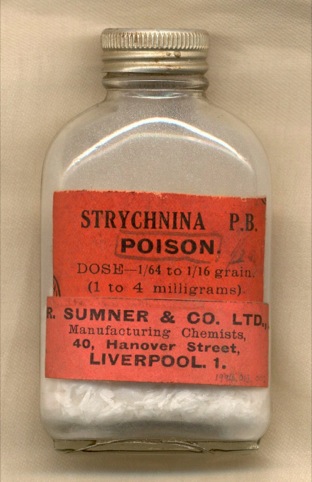 STRYCHNINA P.B.
POISON.
DOSE—1/64 to 1/16 grain.
(1 to 4 milligrams).
R. SUMNER & CO. LTD.,
Manufacturing Chemists,
40, Hanover Street,
LIVERPOOL. 1.